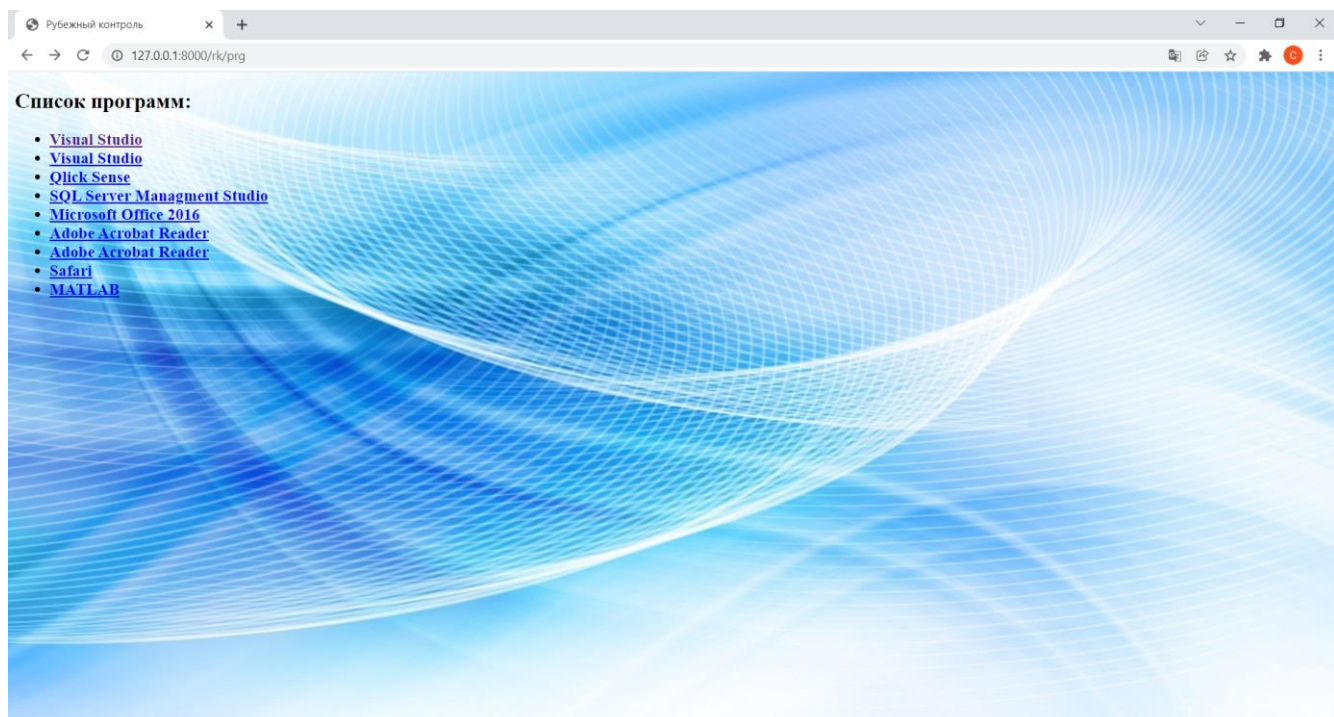 Рубежный контроль
127.0.0.1:8000/rk/prg
C
Список программ:
Visual Studio
Visual Studio
Qlick Sense
SQL Server Managment Studio
Microsoft Office 2016
Adobe Acrobat Reader
Adobe Acrobat Reader
Safari
MATLAB